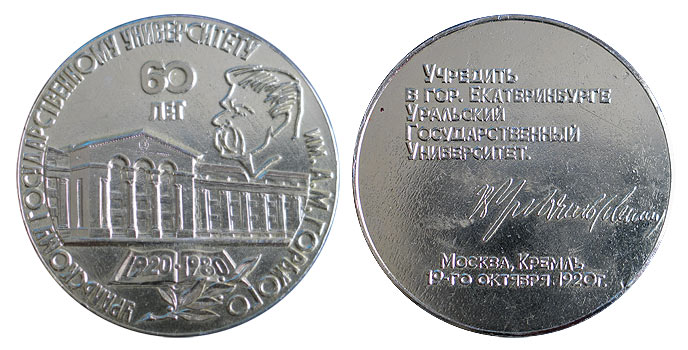 УРАЛЬСКОМУ ГОСУДАРСТВЕННОМУ УНИВЕРСИТЕТУ
ИМ. А.М. ГОРЬКОГО
60
ЛЕТ
1920-1980
Учредить
в гор. Екатеринбурге
Уральский
Государственный
Университет.
Москва, Кремль
19-го октября 1920г.